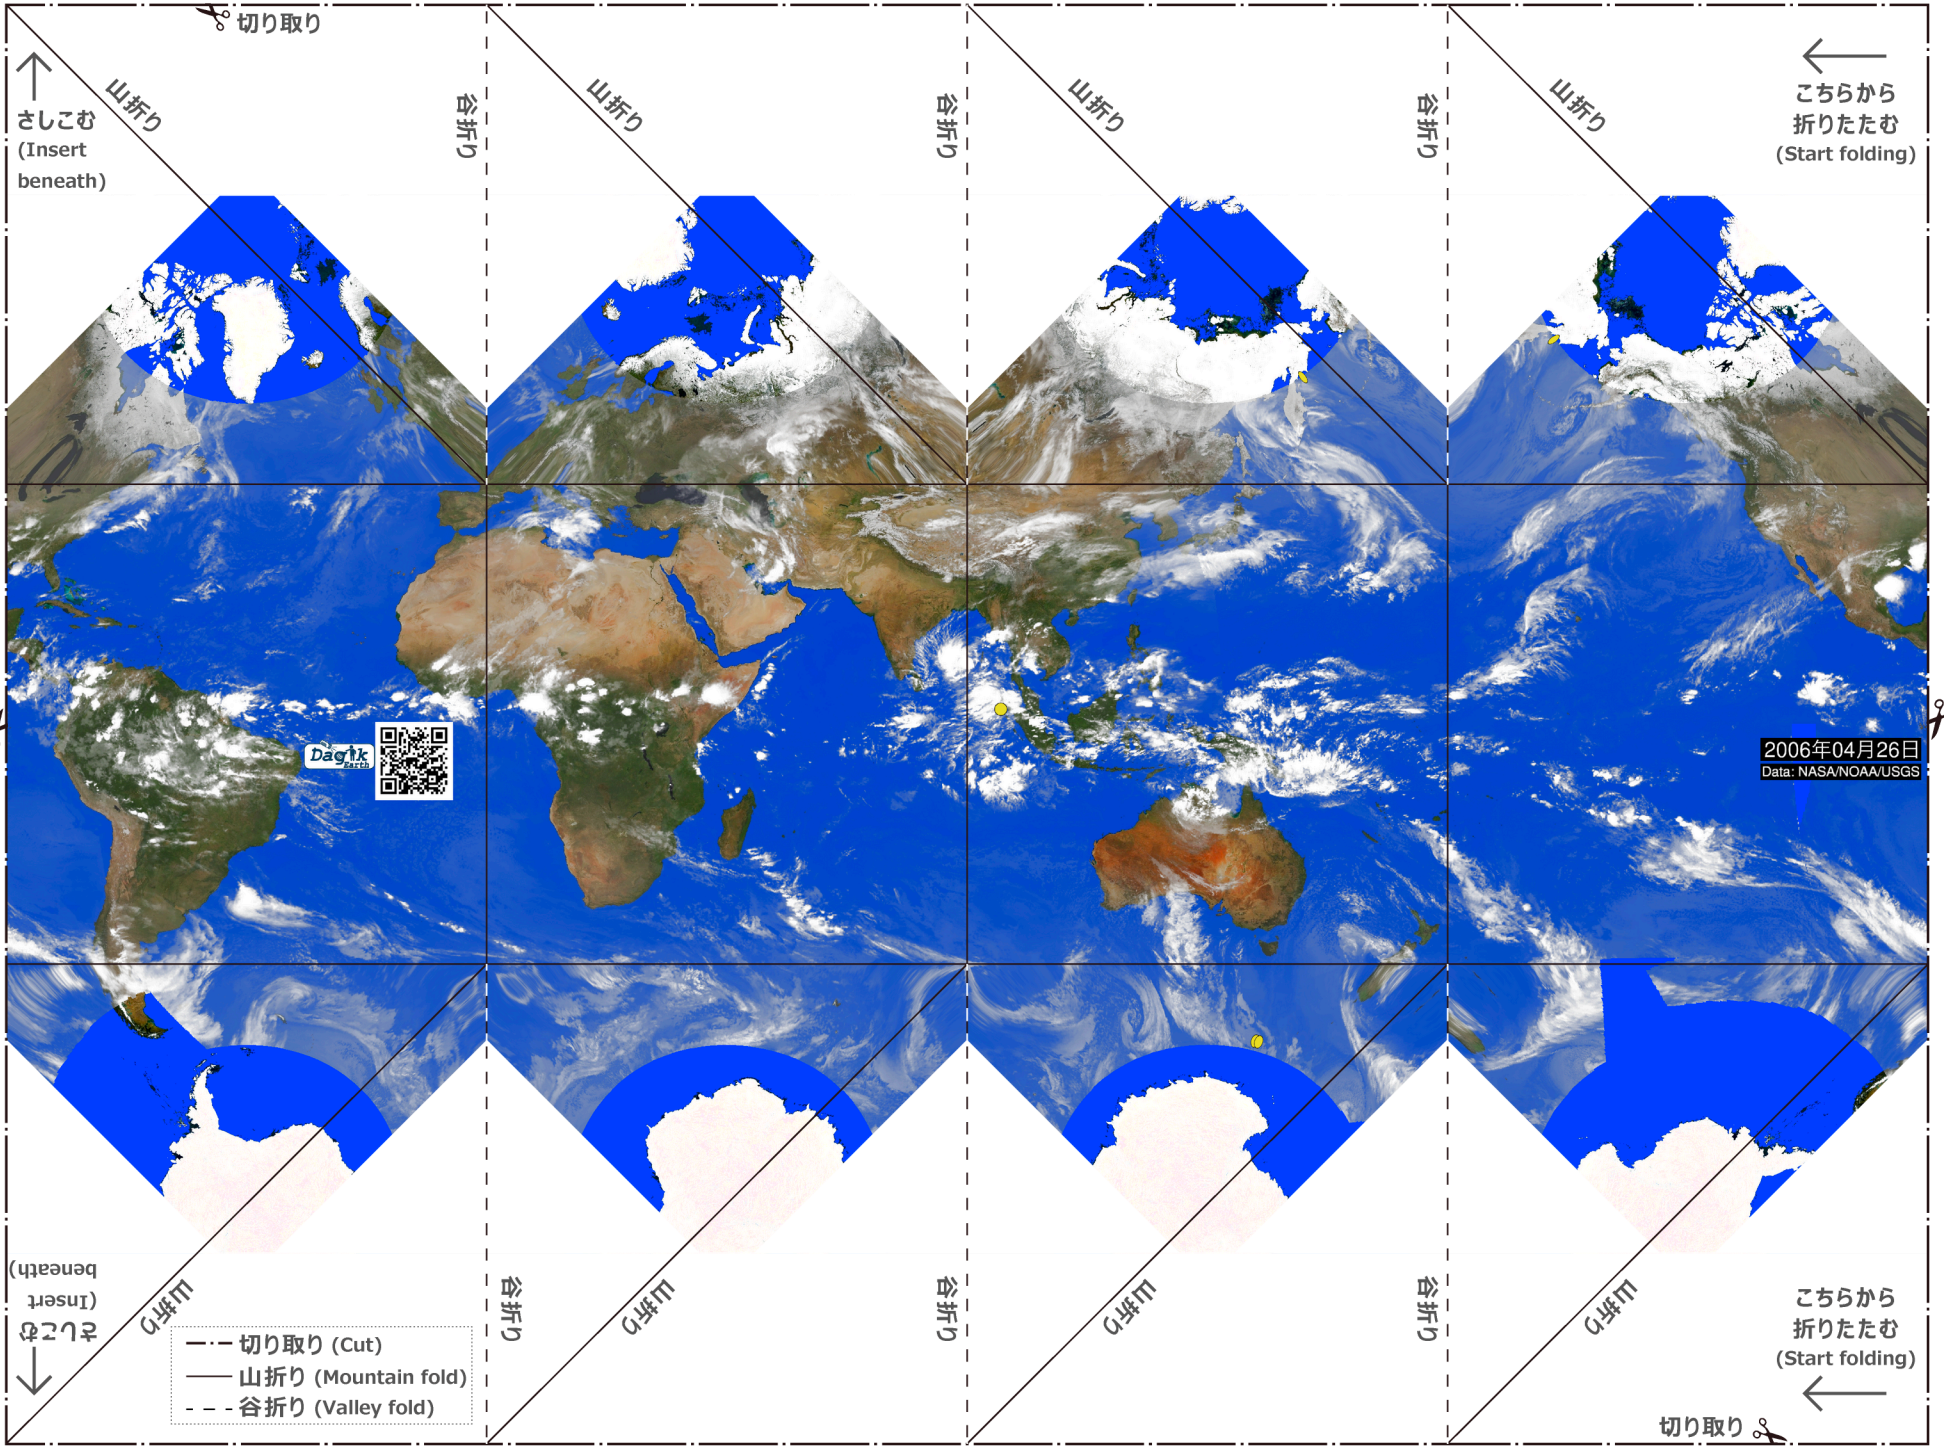 切り取り
山折り
谷折り
山折り
谷折り
山折り
谷折り
山折り
さしこむ
(Insert
beneath)
こちらから
折りたたむ
(Start folding)
Dagik
Earth
2006年04月26日
Data: NASA/NOAA/USGS
さしこむ
(Insert
beneath)
山折り
谷折り
山折り
谷折り
山折り
谷折り
山折り
こちらから
折りたたむ
(Start folding)
切り取り (Cut)
山折り (Mountain fold)
谷折り (Valley fold)
切り取り